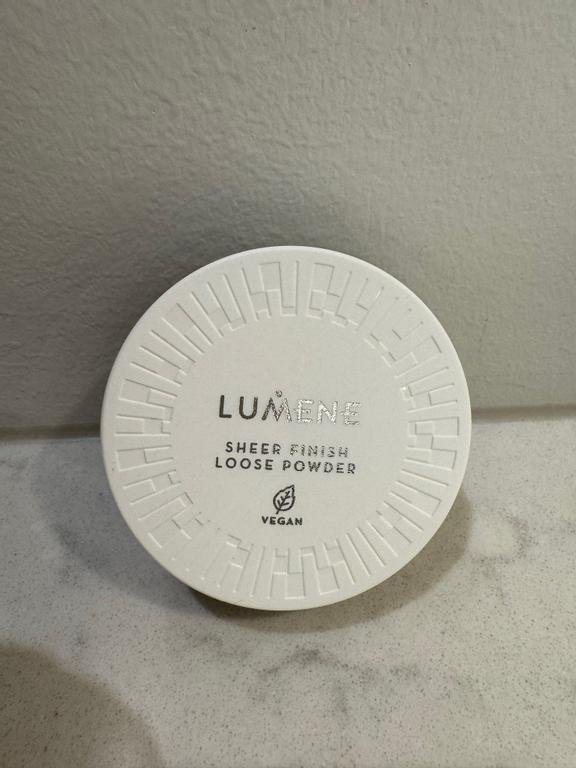 LUMENE
SHEER FINISH
LOOSE POWDER
VEGAN